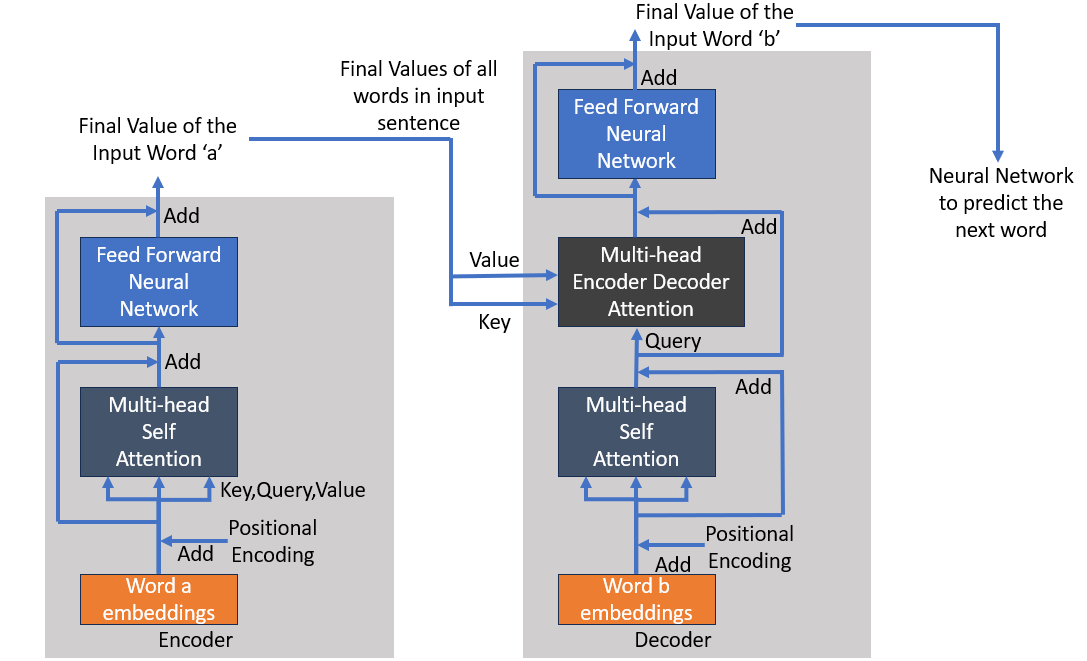 Final Value of the
Input Word ‘b’
Final Values of all
words in input
sentence
Add
Feed Forward
Neural
Network
Final Value of the
Input Word ‘a’
Neural Network
to predict the
next word
Add
Add
Feed Forward
Neural
Network
Value
Multi-head
Encoder Decoder
Attention
Key
Query
Add
Add
Multi-head
Self
Attention
Multi-head
Self
Attention
Key,Query,Value
Positional
Encoding
Add
Positional
Encoding
Add
Word a
embeddings
Word b
embeddings
Encoder
Decoder